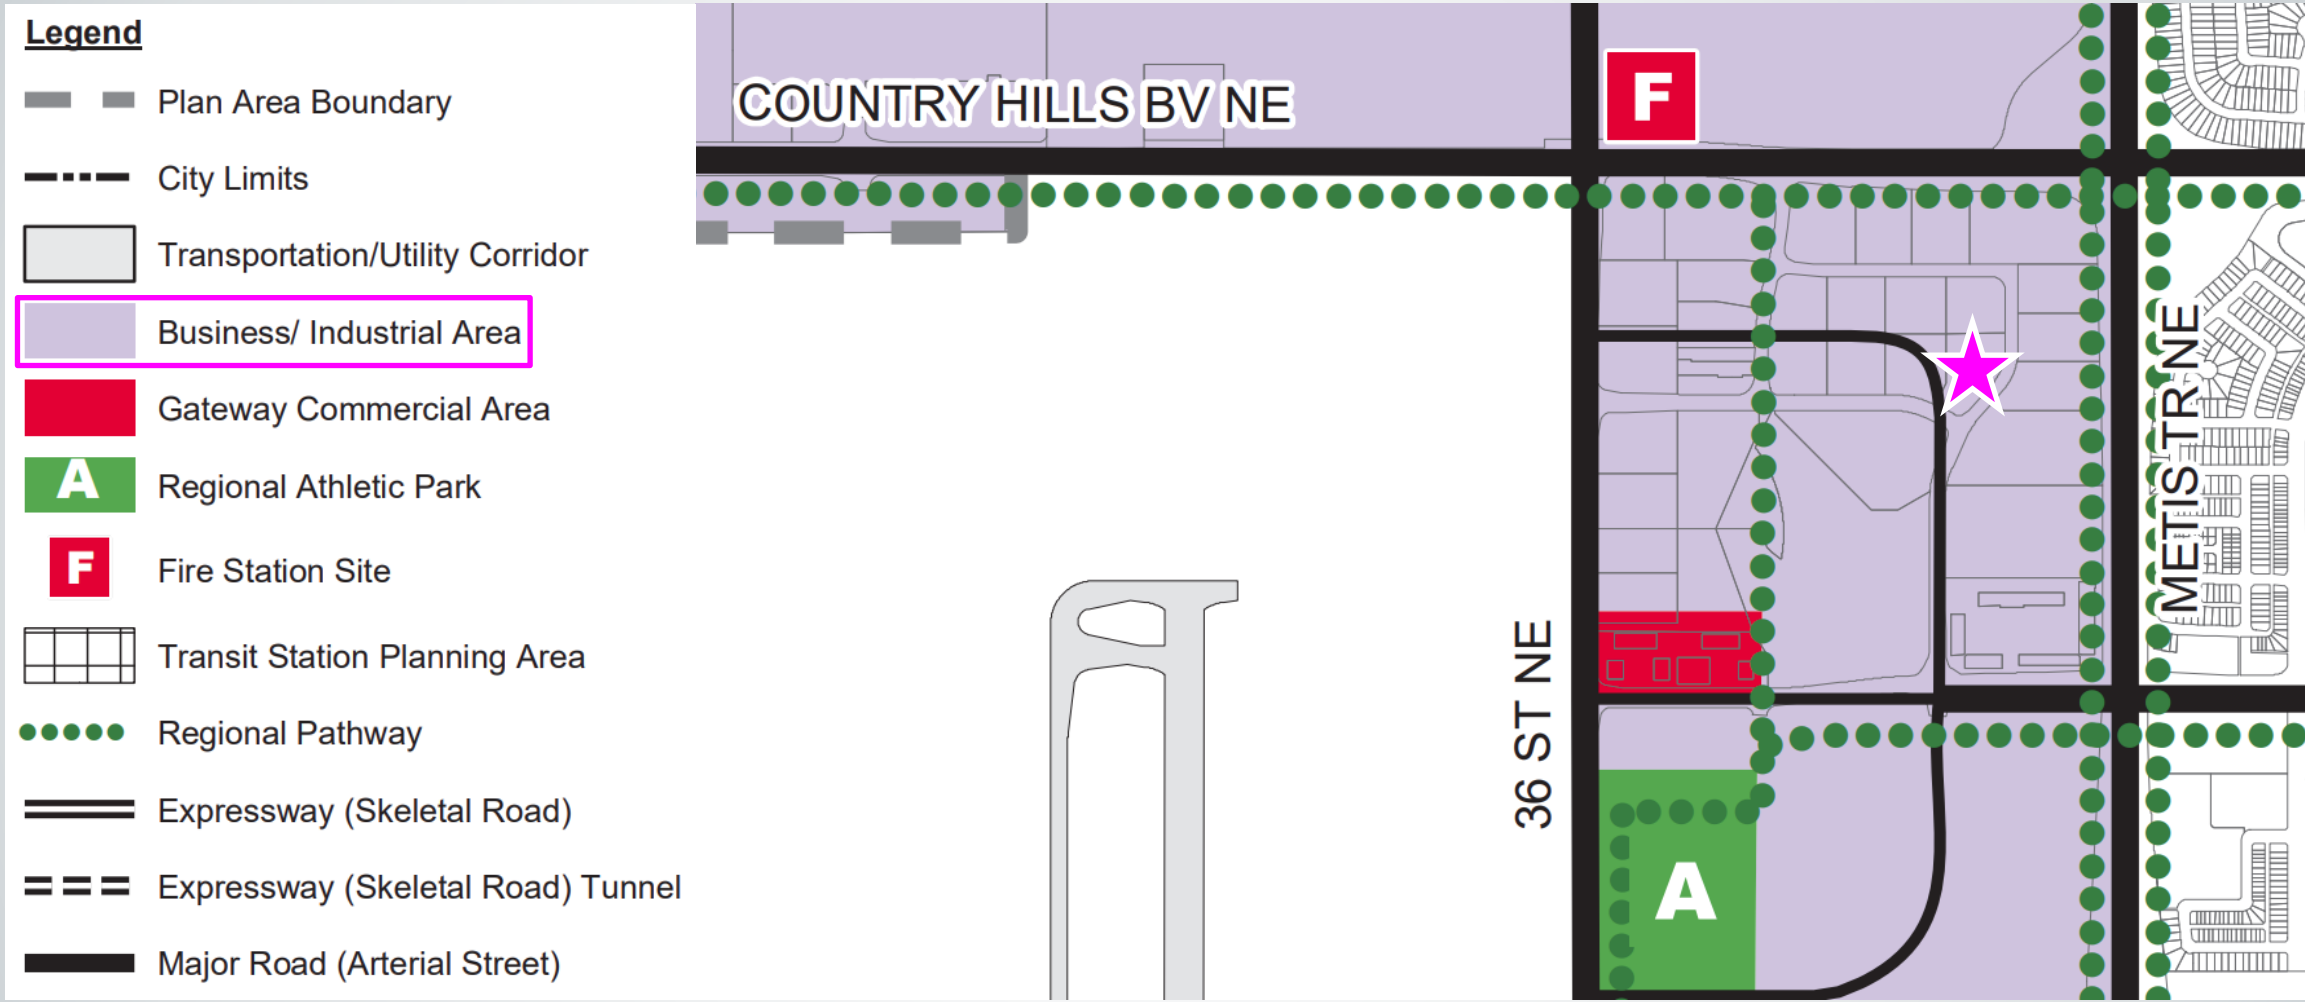 Legend
Plan Area Boundary
City Limits
Transportation/Utility Corridor
Business/ Industrial Area
Gateway Commercial Area
A
Regional Athletic Park
F
Fire Station Site
Transit Station Planning Area
Regional Pathway
Expressway (Skeletal Road)
Expressway (Skeletal Road) Tunnel
Major Road (Arterial Street)
COUNTRY HILLS BV NE
F
METIS TR NE
36 ST NE
A